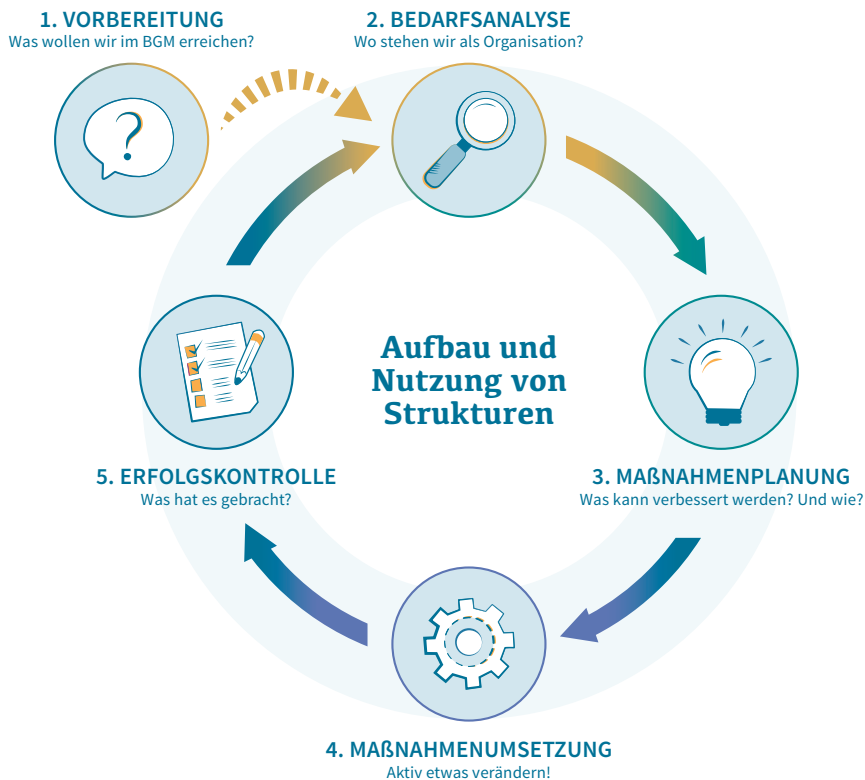 1. VORBEREITUNG
Was wollen wir im BGM erreichen?
2. BEDARFSANALYSE
Wo stehen wir als Organisation?
?
Aufbau und
Nutzung von
Strukturen
5. ERFOLGSKONTROLLE
Was hat es gebracht?
3. MAẞNAHMENPLANUNG
Was kann verbessert werden? Und wie?
4. MAẞNAHMENUMSETZUNG
Aktiv etwas verändern!